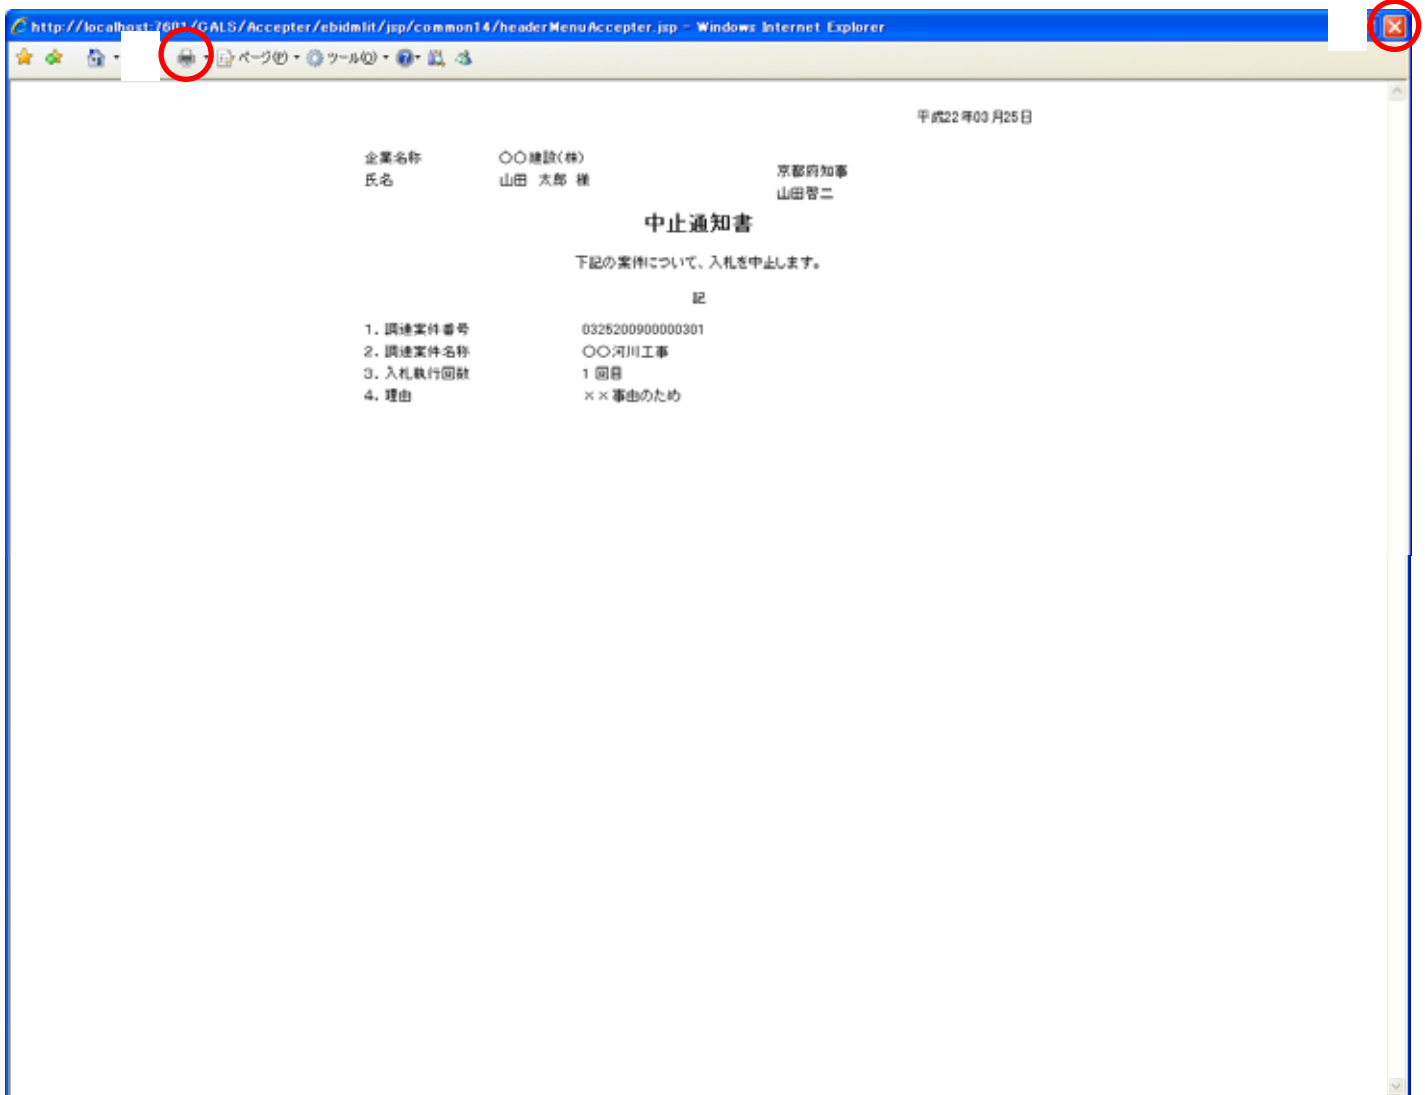 http://localhost:7601/CALS/Accepter/ebidmlit/jsp/common14/headerMenuAccepter.jsp - Windows Internet Explorer
ページ(P) ツール(O)
平成22年03月25日
企業名称 〇〇建設(株)
氏名 山田 太郎 様
京都府知事
山田啓二
中止通知書
下記の案件について、入札を中止します。
記
1. 調達案件番号 0325200900000301
2. 調達案件名称 〇〇河川工事
3. 入札執行回数 1 回目
4. 理由 ××事由のため